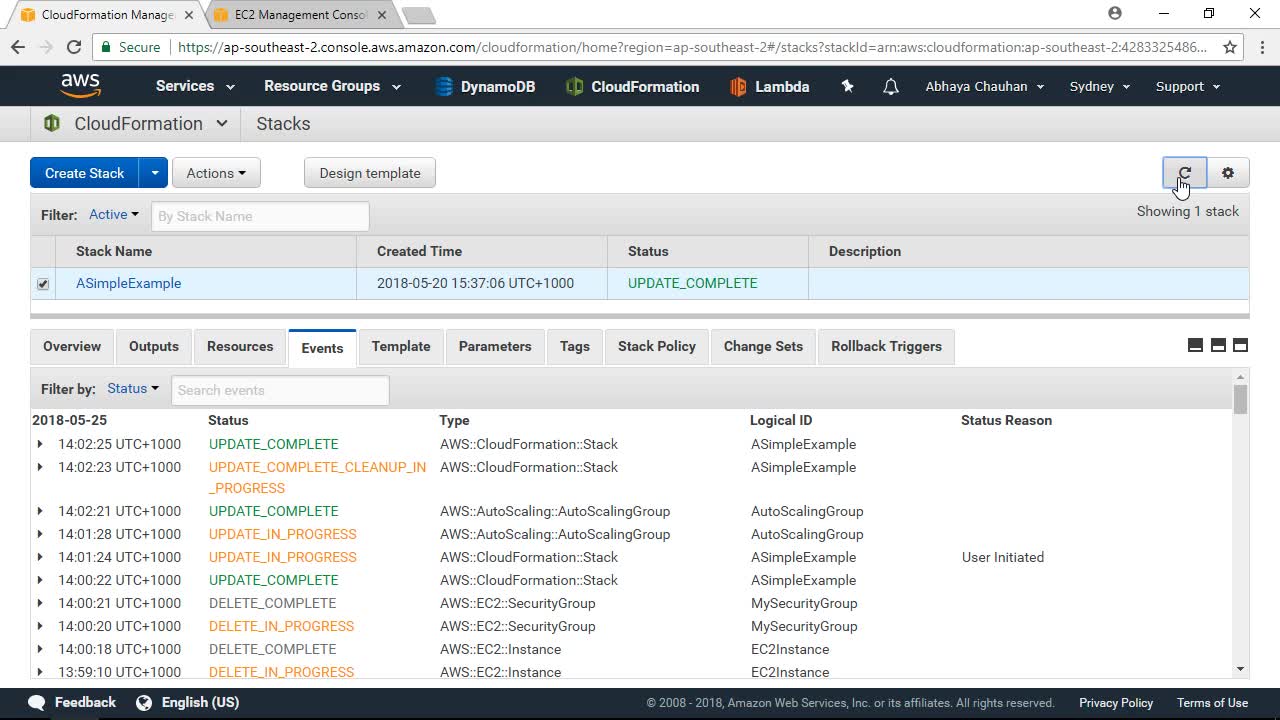 CloudFormation Manage
EC2 Management Consol
Secure https://ap-southeast-2.console.aws.amazon.com/cloudformation/home?region=ap-southeast-2#/stacks?stackId=arn:aws:cloudformation:ap-southeast-2:4283325486...
aws Services Resource Groups DynamoDB CloudFormation Lambda Abhaya Chauhan Sydney Support
CloudFormation Stacks
Create Stack Actions Design template
Filter: Active By Stack Name Showing 1 stack
Stack Name Created Time Status Description
ASimpleExample 2018-05-20 15:37:06 UTC+1000 UPDATE_COMPLETE
Overview Outputs Resources Events Template Parameters Tags Stack Policy Change Sets Rollback Triggers
Filter by: Status Search events
2018-05-25 Status Type Logical ID Status Reason
14:02:25 UTC+1000 UPDATE_COMPLETE AWS::CloudFormation::Stack ASimpleExample
14:02:23 UTC+1000 UPDATE_COMPLETE_CLEANUP_IN AWS::CloudFormation::Stack ASimpleExample
_PROGRESS
14:02:21 UTC+1000 UPDATE_COMPLETE AWS::AutoScaling::AutoScalingGroup AutoScalingGroup
14:01:28 UTC+1000 UPDATE_IN_PROGRESS AWS::AutoScaling::AutoScalingGroup AutoScalingGroup
14:01:24 UTC+1000 UPDATE_IN_PROGRESS AWS::CloudFormation::Stack ASimpleExample User Initiated
14:00:22 UTC+1000 UPDATE_COMPLETE AWS::CloudFormation::Stack ASimpleExample
14:00:21 UTC+1000 DELETE_COMPLETE AWS::EC2::SecurityGroup MySecurityGroup
14:00:20 UTC+1000 DELETE_IN_PROGRESS AWS::EC2::SecurityGroup MySecurityGroup
14:00:18 UTC+1000 DELETE_COMPLETE AWS::EC2::Instance EC2Instance
13:59:10 UTC+1000 DELETE_IN_PROGRESS AWS::EC2::Instance EC2Instance
Feedback English (US) © 2008 - 2018, Amazon Web Services, Inc. or its affiliates. All rights reserved. Privacy Policy Terms of Use